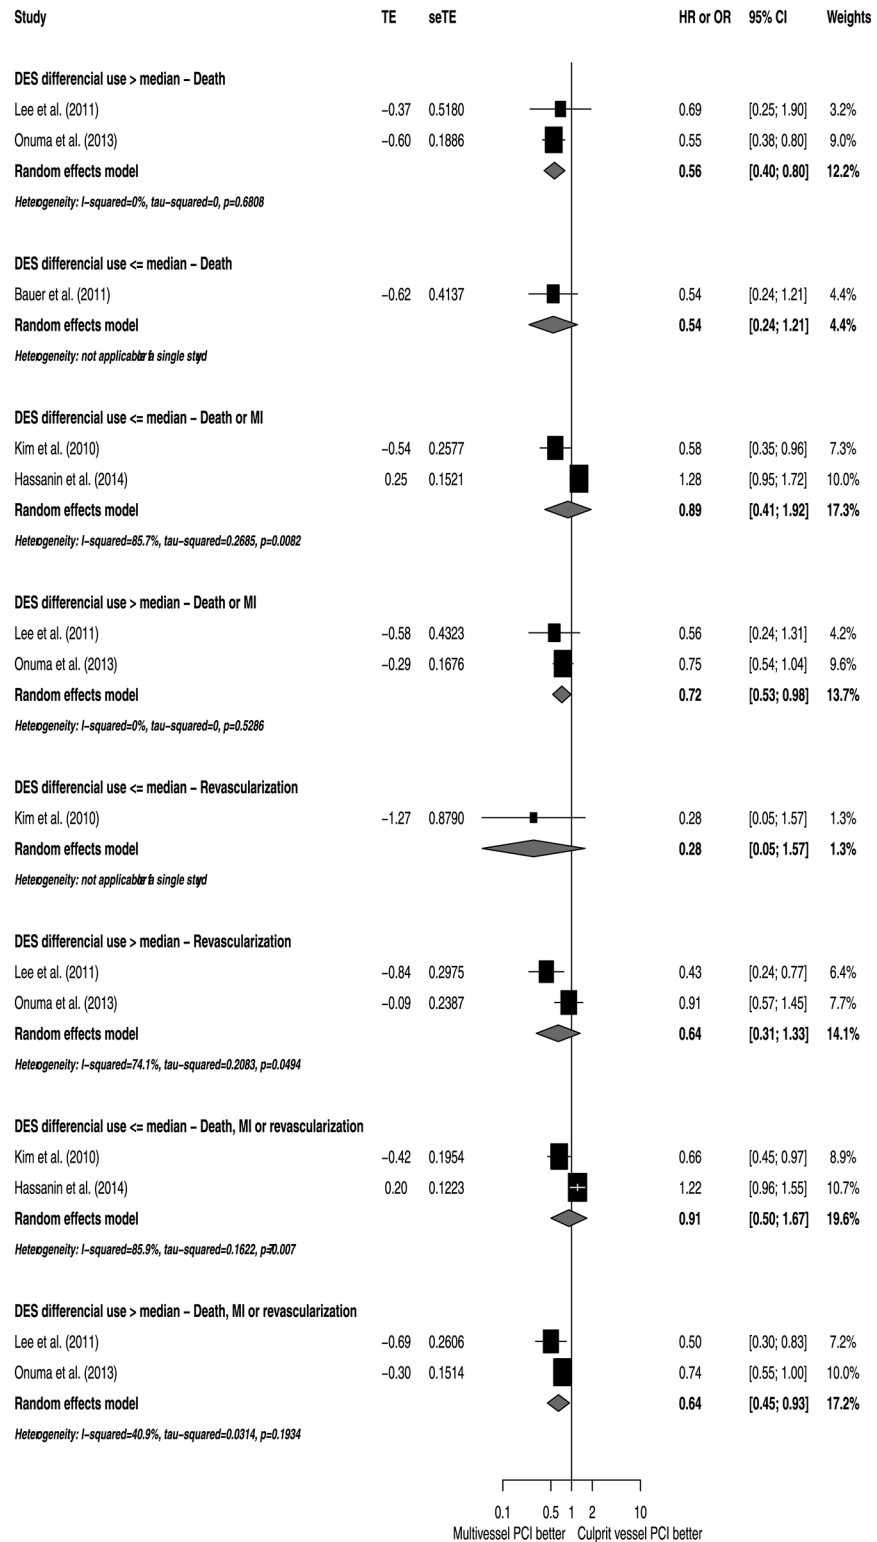 Study TE seTE HR or OR 95% CI Weights
DES differencial use > median − Death
Lee et al. (2011) −0.37 0.5180 0.69 [0.25; 1.90] 3.2%
Onuma et al. (2013) −0.60 0.1886 0.55 [0.38; 0.80] 9.0%
Random effects model 0.56 [0.40; 0.80] 12.2%
Heterogeneity: I−squared=0%, tau−squared=0, p=0.6808
DES differencial use <= median − Death
Bauer et al. (2011) −0.62 0.4137 0.54 [0.24; 1.21] 4.4%
Random effects model 0.54 [0.24; 1.21] 4.4%
Heterogeneity: not applicable for a single study
DES differencial use <= median − Death or MI
Kim et al. (2010) −0.54 0.2577 0.58 [0.35; 0.96] 7.3%
Hassanin et al. (2014) 0.25 0.1521 1.28 [0.95; 1.72] 10.0%
Random effects model 0.89 [0.41; 1.92] 17.3%
Heterogeneity: I−squared=85.7%, tau−squared=0.2685, p=0.0082
DES differencial use > median − Death or MI
Lee et al. (2011) −0.58 0.4323 0.56 [0.24; 1.31] 4.2%
Onuma et al. (2013) −0.29 0.1676 0.75 [0.54; 1.04] 9.6%
Random effects model 0.72 [0.53; 0.98] 13.7%
Heterogeneity: I−squared=0%, tau−squared=0, p=0.5286
DES differencial use <= median − Revascularization
Kim et al. (2010) −1.27 0.8790 0.28 [0.05; 1.57] 1.3%
Random effects model 0.28 [0.05; 1.57] 1.3%
Heterogeneity: not applicable for a single study
DES differencial use > median − Revascularization
Lee et al. (2011) −0.84 0.2975 0.43 [0.24; 0.77] 6.4%
Onuma et al. (2013) −0.09 0.2387 0.91 [0.57; 1.45] 7.7%
Random effects model 0.64 [0.31; 1.33] 14.1%
Heterogeneity: I−squared=74.1%, tau−squared=0.2083, p=0.0494
DES differencial use <= median − Death, MI or revascularization
Kim et al. (2010) −0.42 0.1954 0.66 [0.45; 0.97] 8.9%
Hassanin et al. (2014) 0.20 0.1223 1.22 [0.96; 1.55] 10.7%
Random effects model 0.91 [0.50; 1.67] 19.6%
Heterogeneity: I−squared=85.9%, tau−squared=0.1622,
DES differencial use > median − Death, MI or revascularization
Lee et al. (2011) −0.69 0.2606 0.50 [0.30; 0.83] 7.2%
Onuma et al. (2013) −0.30 0.1514 0.74 [0.55; 1.00] 10.0%
Random effects model 0.64 [0.45; 0.93] 17.2%
Heterogeneity: I−squared=40.9%, tau−squared=0.0314, p=0.1934
0.1 0.5 1 2 10
Multivessel PCI better Culprit vessel PCI better